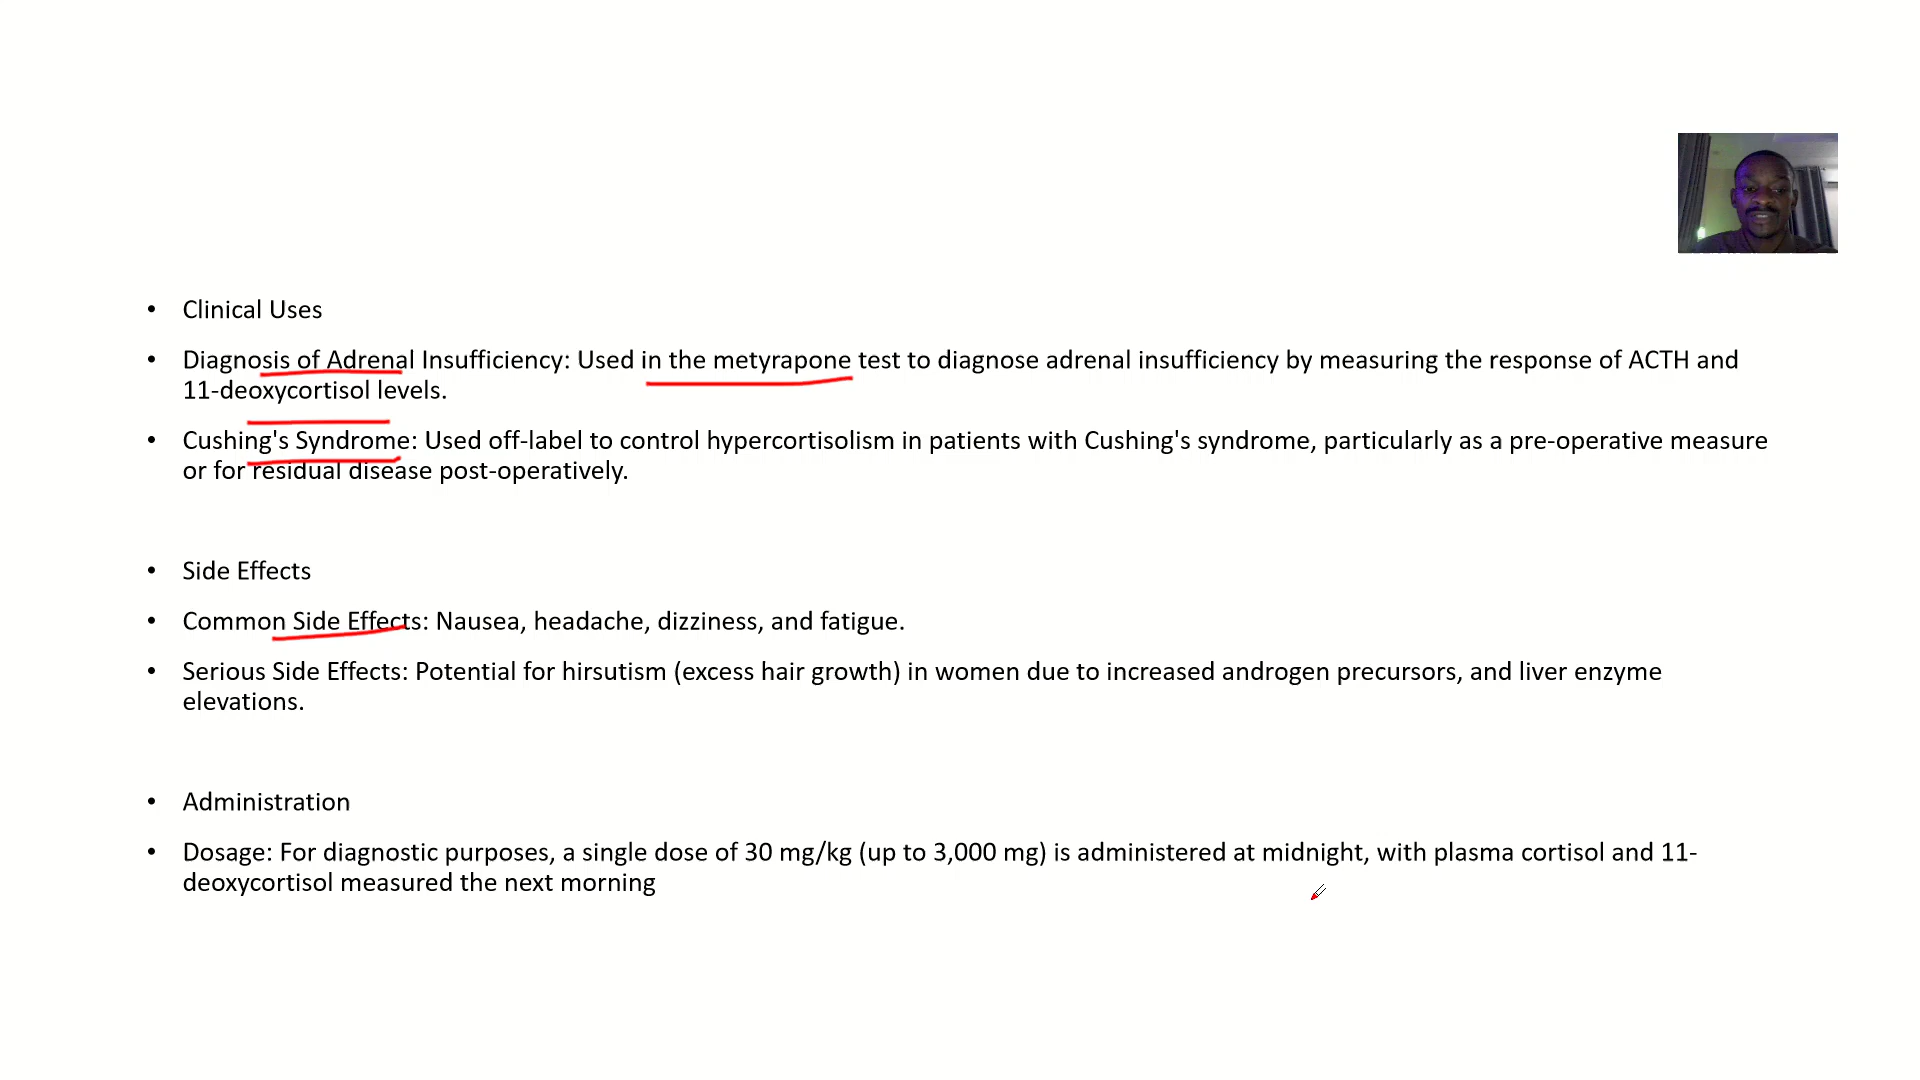 • Clinical Uses
• Diagnosis of Adrenal Insufficiency: Used in the metyrapone test to diagnose adrenal insufficiency by measuring the response of ACTH and
11-deoxycortisol levels.
• Cushing's Syndrome: Used off-label to control hypercortisolism in patients with Cushing's syndrome, particularly as a pre-operative measure
or for residual disease post-operatively.
• Side Effects
• Common Side Effects: Nausea, headache, dizziness, and fatigue.
• Serious Side Effects: Potential for hirsutism (excess hair growth) in women due to increased androgen precursors, and liver enzyme
elevations.
• Administration
• Dosage: For diagnostic purposes, a single dose of 30 mg/kg (up to 3,000 mg) is administered at midnight, with plasma cortisol and 11-
deoxycortisol measured the next morning